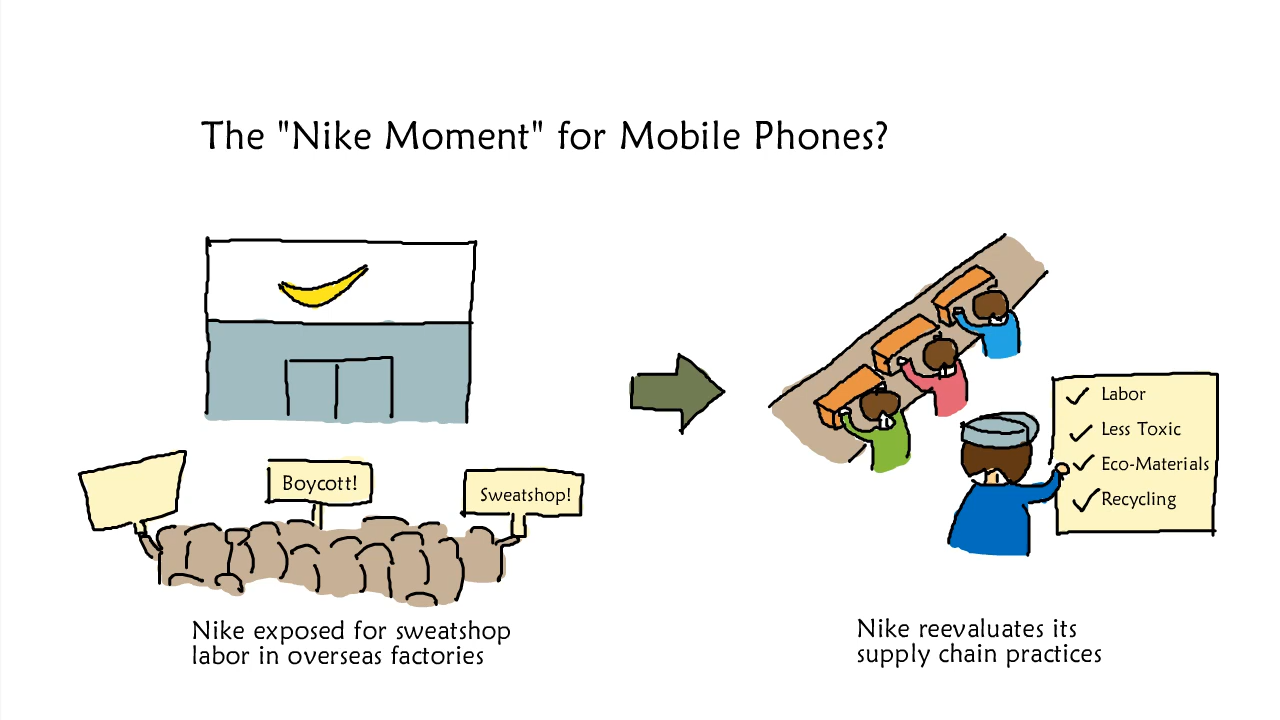 The "Nike Moment" for Mobile Phones?
Boycott!
Sweatshop!
Labor
Less Toxic
Eco-Materials
Recycling
Nike exposed for sweatshop
labor in overseas factories
Nike reevaluates its
supply chain practices